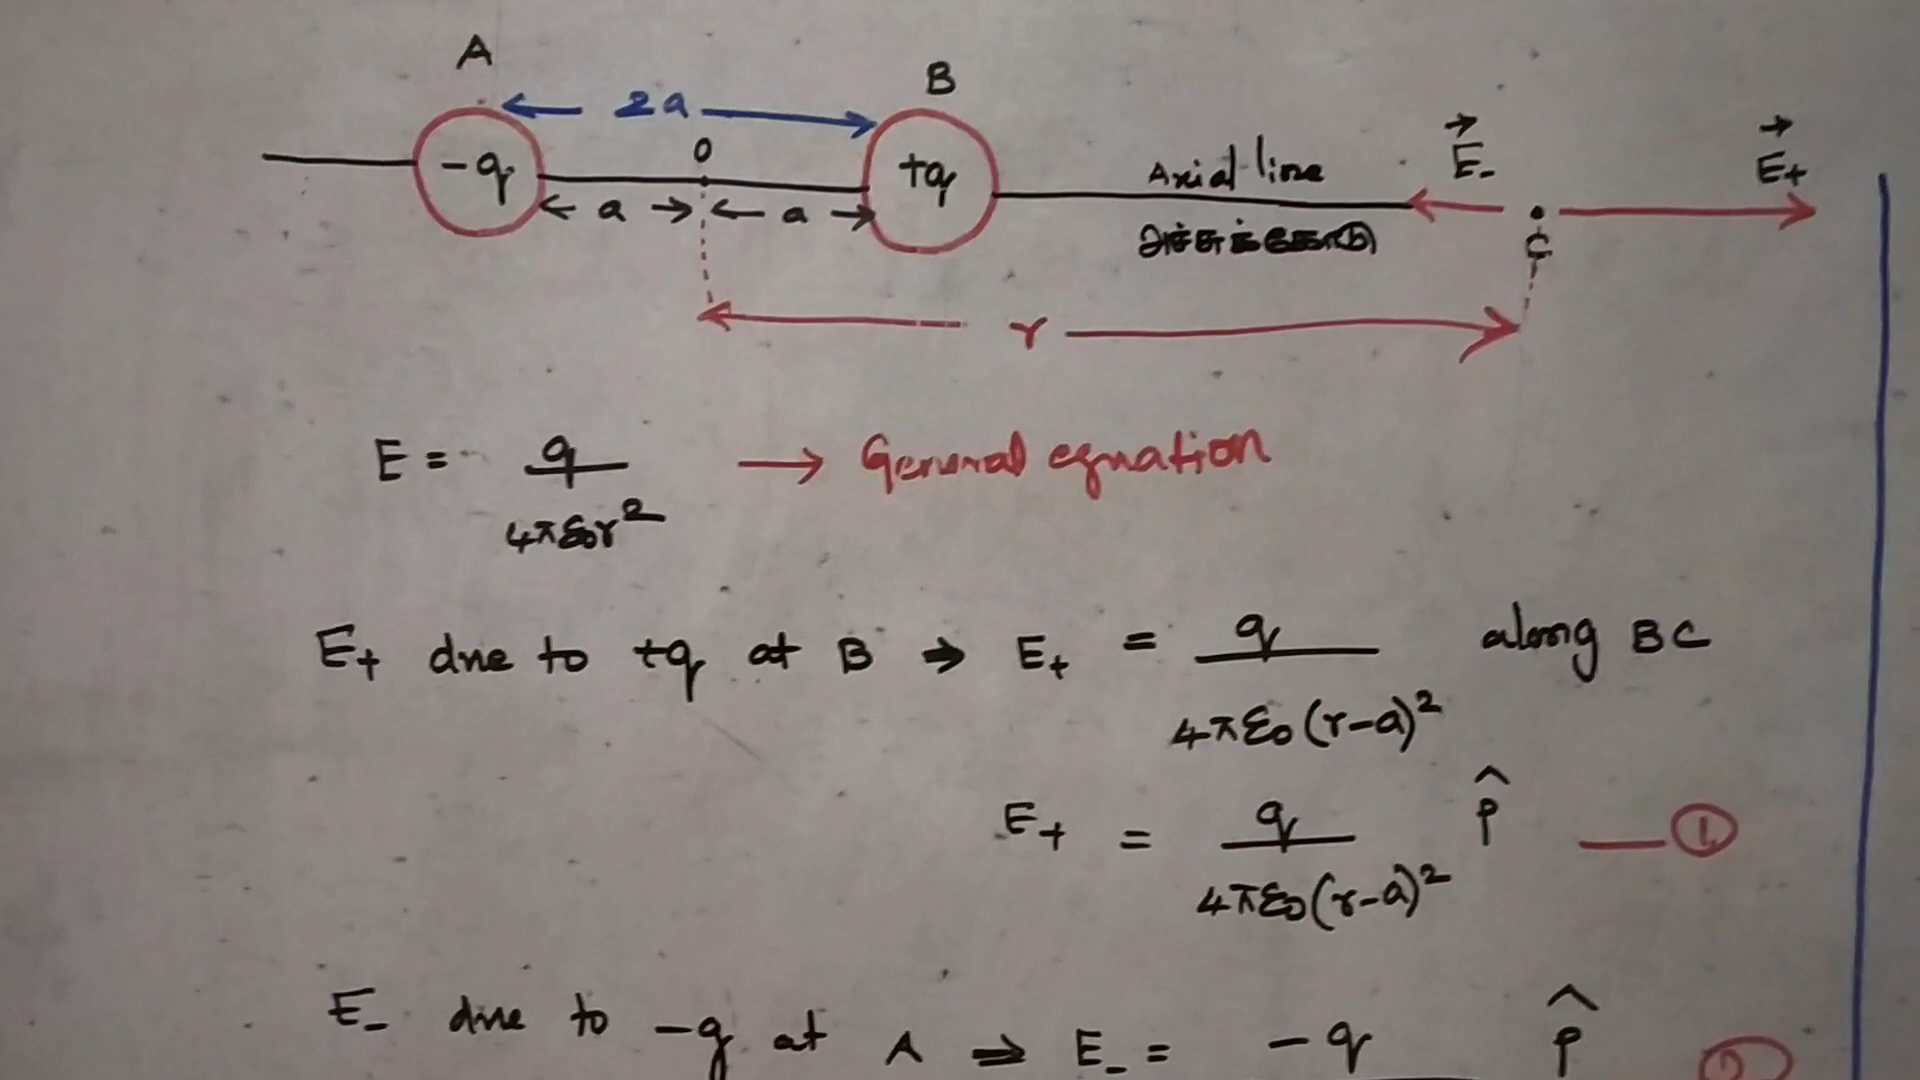 A
B
2a
-q
O
+q
a
a
Axial line
E⃗₋
E⃗₊
C
r
E = q / 4πε₀r² → General equation
E₊ due to +q at B ⇒ E₊ = q / 4πε₀(r-a)² along BC
E₊ = q / 4πε₀(r-a)² p̂ — ①
E₋ due to -q at A ⇒ E₋ = -q p̂